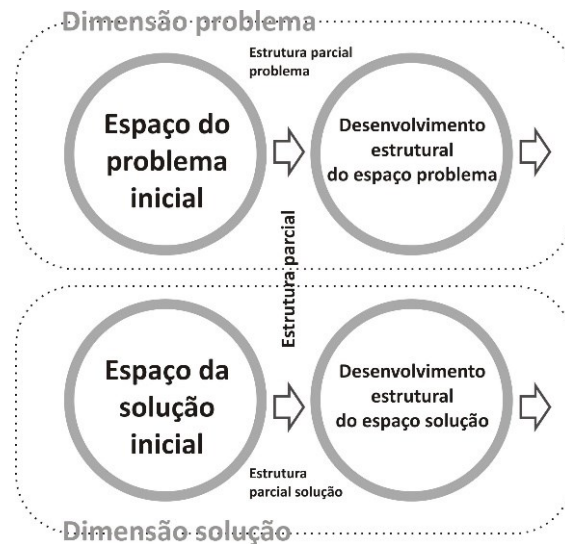 Dimensão problema
Estrutura parcial
problema
Espaço do
problema
inicial
Desenvolvimento
estrutural
do espaço problema
Estrutura parcial
Espaço da
solução
inicial
Desenvolvimento
estrutural
do espaço solução
Estrutura
parcial solução
Dimensão solução